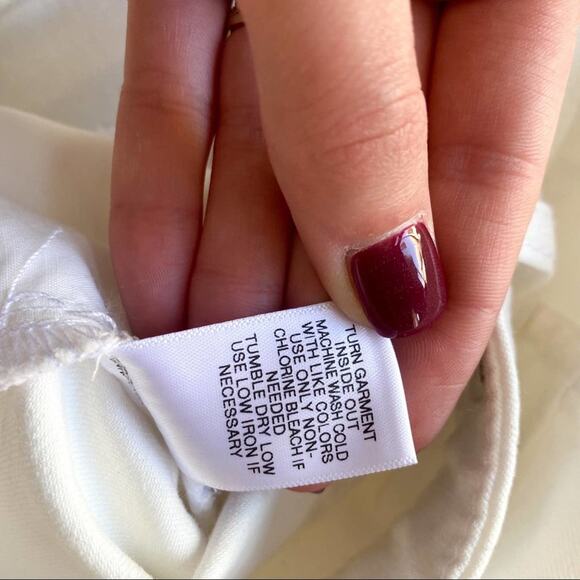 TURN GARMENT
INSIDE OUT
MACHINE WASH COLD
WITH LIKE COLORS
USE ONLY NON-
CHLORINE BLEACH IF
NEEDED
TUMBLE DRY LOW
USE LOW IRON IF
NECESSARY